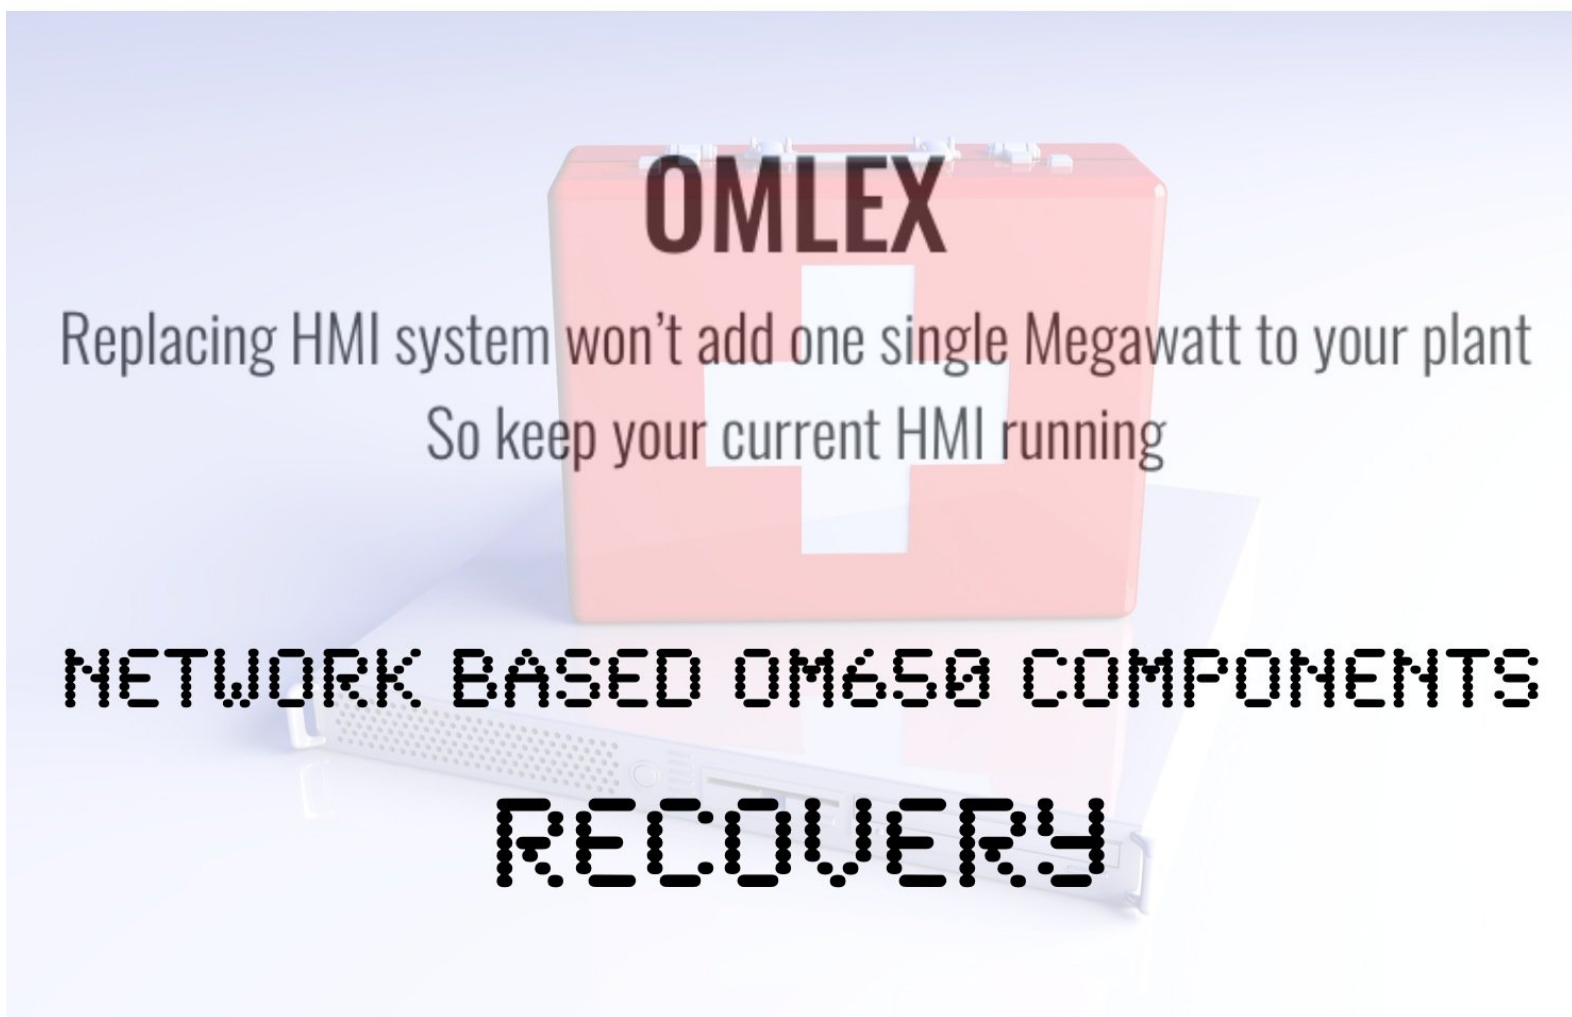 OMLEX
Replacing HMI system won't add one single Megawatt to your plant
So keep your current HMI running
NETWORK BASED OM650 COMPONENTS
RECOVERY